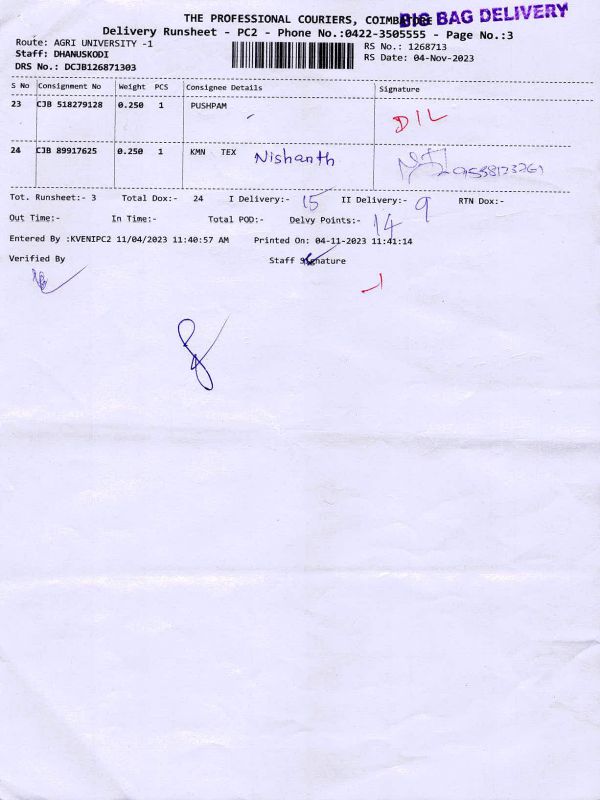 THE PROFESSIONAL COURIERS, COIMBATORE
BIG BAG DELIVERY
Delivery Runsheet - PC2 - Phone No.:0422-3505555 - Page No.:3
Route: AGRI UNIVERSITY -1
RS No.: 1268713
Staff: DHANUSKODI
RS Date: 04-Nov-2023
DRS No.: DCJB126871303
S No Consignment No Weight PCS Consignee Details Signature
23 CJB 518279128 0.250 1 PUSHPAM DIL
24 CJB 89917625 0.250 1 KMN TEX Nishanth
Tot. Runsheet:- 3 Total Dox:- 24 I Delivery:- 15 II Delivery:- 9 RTN Dox:-
Out Time:- In Time:- Total POD:- Delvy Points:- 14
Entered By :KVENIPC2 11/04/2023 11:40:57 AM Printed On: 04-11-2023 11:41:14
Verified By Staff Signature